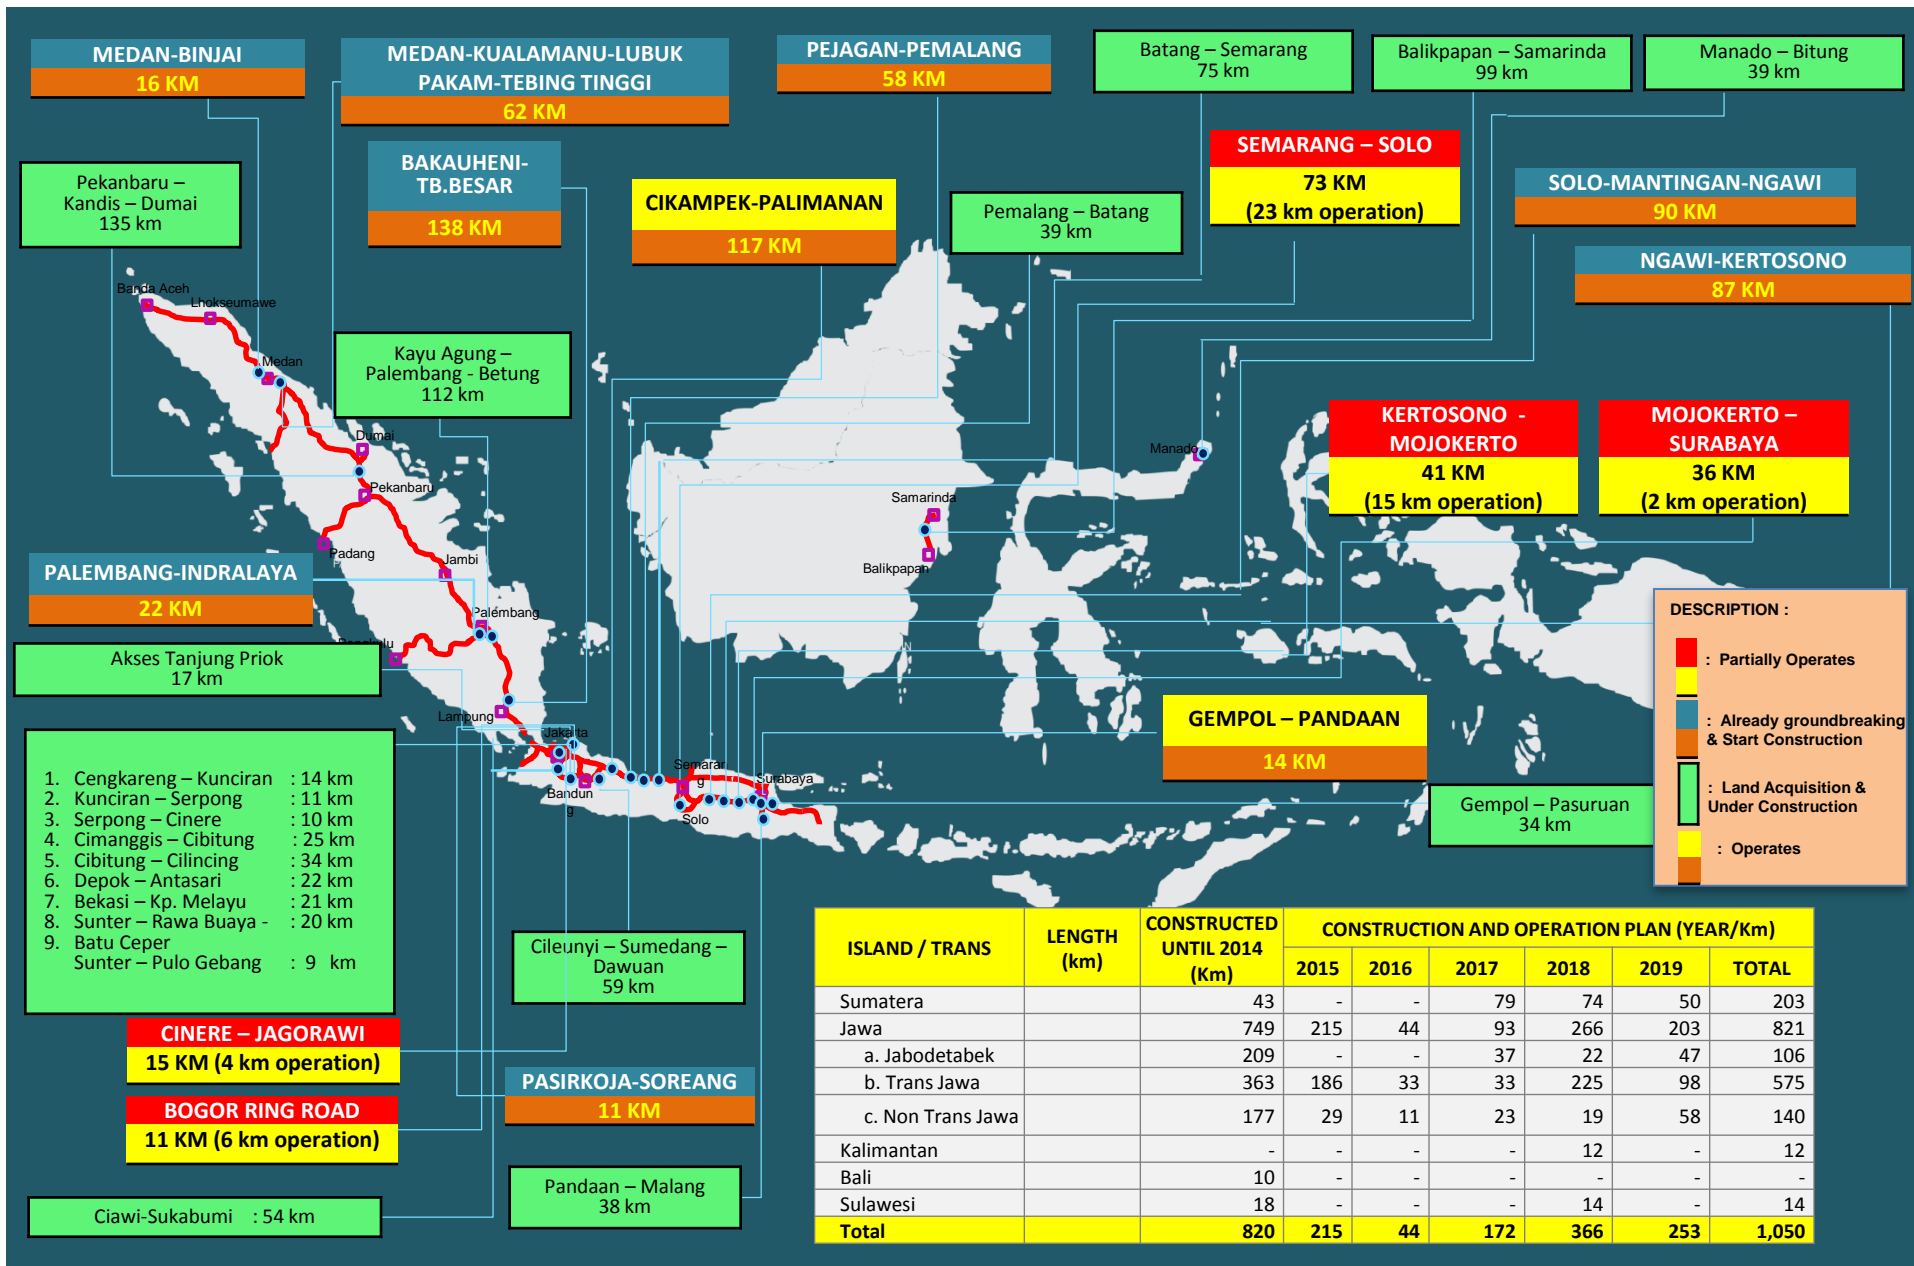 MEDAN-BINJAI
16 KM
MEDAN-KUALAMANU-LUBUK
PAKAM-TEBING TINGGI
62 KM
PEJAGAN-PEMALANG
58 KM
Batang – Semarang
75 km
Balikpapan – Samarinda
99 km
Manado – Bitung
39 km
Pekanbaru –
Kandis – Dumai
135 km
BAKAUHENI-
TB.BESAR
138 KM
CIKAMPEK-PALIMANAN
117 KM
Pemalang – Batang
39 km
SEMARANG – SOLO
73 KM
(23 km operation)
SOLO-MANTINGAN-NGAWI
90 KM
NGAWI-KERTOSONO
87 KM
Banda Aceh
Lhokseumawe
Medan
Kayu Agung –
Palembang - Betung
112 km
Dumai
Pekanbaru
Padang
Jambi
Palembang
Lampung
Jakarta
Bandun
g
Semarar
g
Solo
Surabaya
Samarinda
Balikpapan
Manado
KERTOSONO -
MOJOKERTO
41 KM
(15 km operation)
MOJOKERTO –
SURABAYA
36 KM
(2 km operation)
PALEMBANG-INDRALAYA
22 KM
Akses Tanjung Priok
17 km
1. Cengkareng – Kunciran : 14 km
2. Kunciran – Serpong : 11 km
3. Serpong – Cinere : 10 km
4. Cimanggis – Cibitung : 25 km
5. Cibitung – Cilincing : 34 km
6. Depok – Antasari : 22 km
7. Bekasi – Kp. Melayu : 21 km
8. Sunter – Rawa Buaya - : 20 km
9. Batu Ceper
Sunter – Pulo Gebang : 9 km
CINERE – JAGORAWI
15 KM (4 km operation)
BOGOR RING ROAD
11 KM (6 km operation)
Ciawi-Sukabumi : 54 km
Cileunyi – Sumedang –
Dawuan
59 km
PASIRKOJA-SOREANG
11 KM
Pandaan – Malang
38 km
GEMPOL – PANDAAN
14 KM
Gempol – Pasuruan
34 km
DESCRIPTION :
: Partially Operates
: Already groundbreaking
& Start Construction
: Land Acquisition &
Under Construction
: Operates
ISLAND / TRANS LENGTH (km) CONSTRUCTED UNTIL 2014 (Km) CONSTRUCTION AND OPERATION PLAN (YEAR/Km)
2015 2016 2017 2018 2019 TOTAL
Sumatera 43 - - 79 74 50 203
Jawa 749 215 44 93 266 203 821
a. Jabodetabek 209 - - 37 22 47 106
b. Trans Jawa 363 186 33 33 225 98 575
c. Non Trans Jawa 177 29 11 23 19 58 140
Kalimantan - - - - 12 - 12
Bali 10 - - - - - -
Sulawesi 18 - - - 14 - 14
Total 820 215 44 172 366 253 1,050